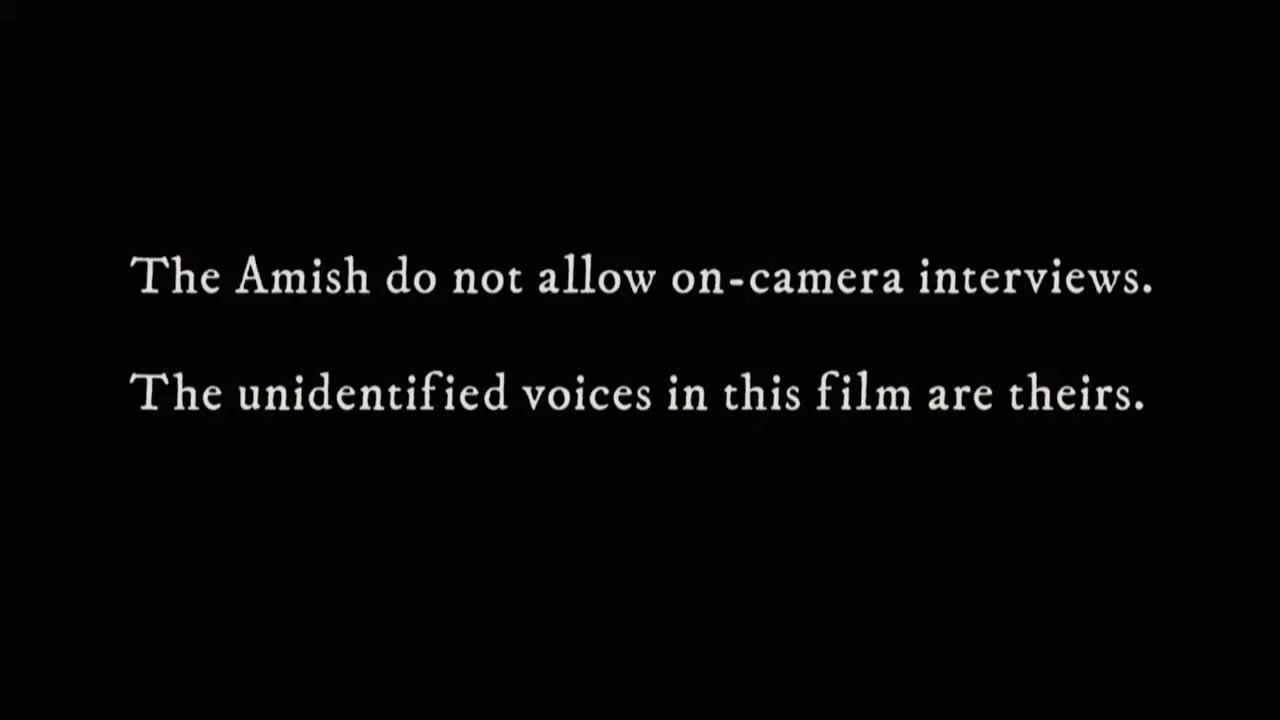 The Amish do not allow on-camera interviews.
The unidentified voices in this film are theirs.